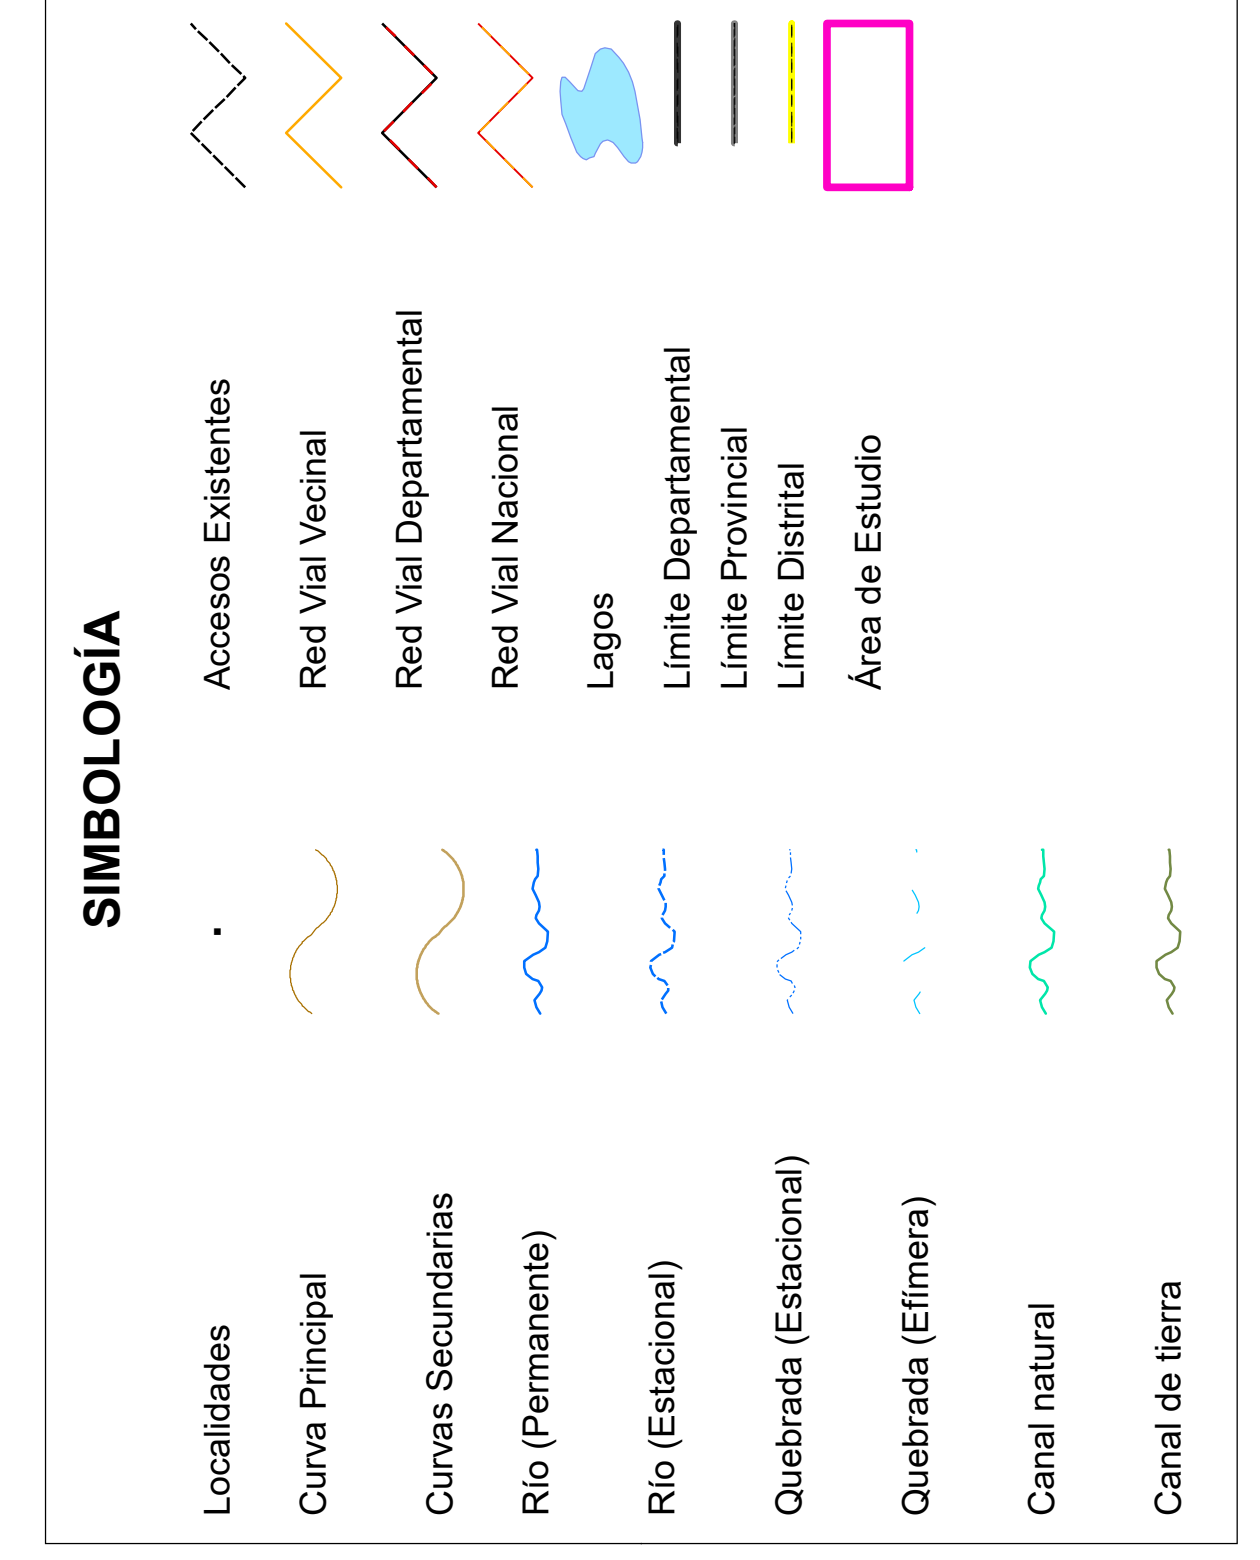 SIMBOLOGÍA
Localidades
Curva Principal
Curvas Secundarias
Río (Permanente)
Río (Estacional)
Quebrada (Estacional)
Quebrada (Efímera)
Canal natural
Canal de tierra
Accesos Existentes
Red Vial Vecinal
Red Vial Departamental
Red Vial Nacional
Lagos
Límite Departamental
Límite Provincial
Límite Distrital
Área de Estudio